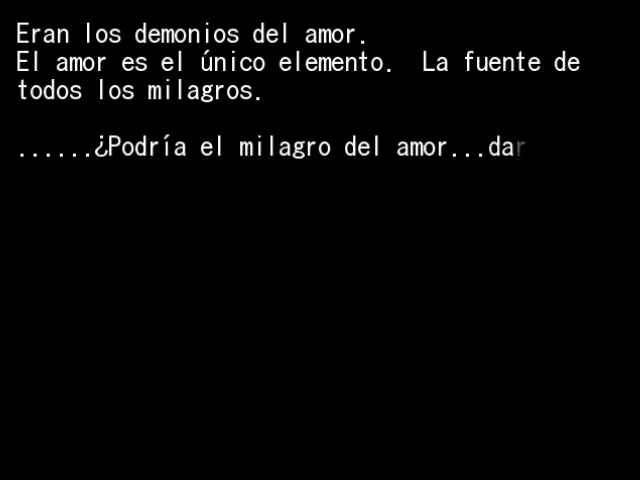 Eran los demonios del amor.
El amor es el único elemento.  La fuente de
todos los milagros.
......¿Podría el milagro del amor...dar